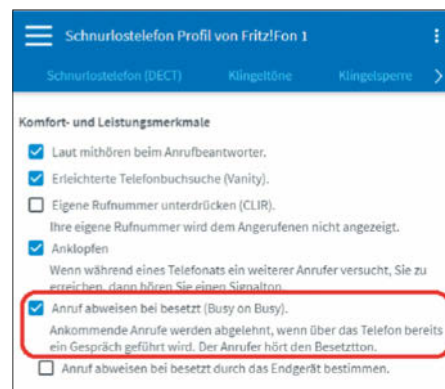 Schnurlostelefon Profil von Fritz!Fon 1
Schnurlostelefon (DECT) Klingeltöne Klingelsperre
Komfort- und Leistungsmerkmale
Laut mithören beim Anrufbeantworter.
Erleichterte Telefonbuchsuche (Vanity).
Eigene Rufnummer unterdrücken (CLIR).
Ihre eigene Rufnummer wird dem Angerufenen nicht angezeigt.
Anklopfen
Wenn während eines Telefonats ein weiterer Anrufer versucht, Sie zu
erreichen, dann hören Sie einen Signalton.
Anruf abweisen bei besetzt (Busy on Busy).
Ankommende Anrufe werden abgelehnt, wenn über das Telefon bereits
ein Gespräch geführt wird. Der Anrufer hört den Besetztton.
Anruf abweisen bei besetzt durch das Endgerät bestimmen.